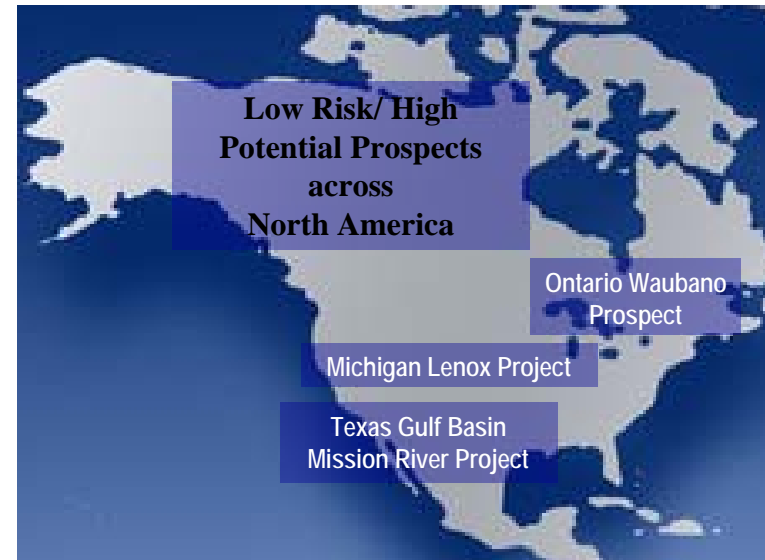 Low Risk/ High
Potential Prospects
across
North America
Ontario Waubano
Prospect
Michigan Lenox Project
Texas Gulf Basin
Mission River Project